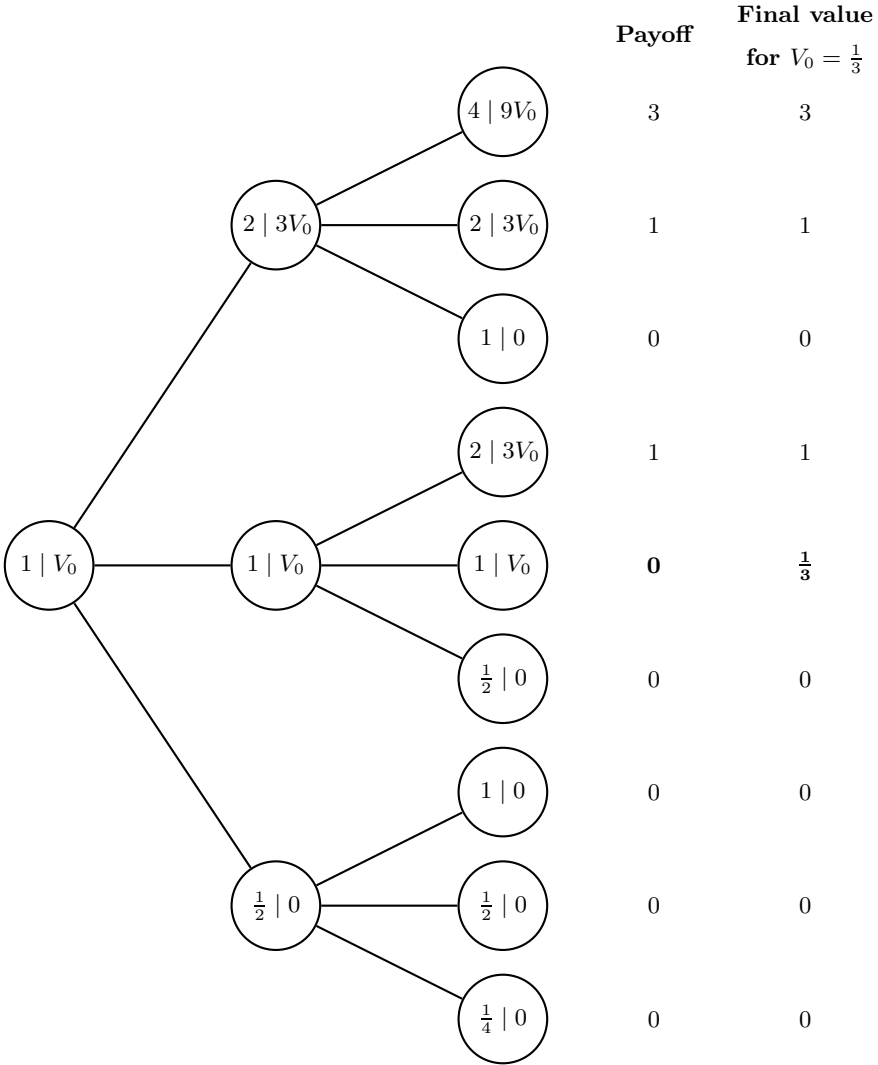 Payoff
Final value
for V₀ = 1/3
4 | 9V₀ 3 3
2 | 3V₀ 2 | 3V₀ 1 1
1 | 0 0 0
2 | 3V₀ 1 1
1 | V₀ 1 | V₀ 1 | V₀ 0 1/3
1/2 | 0 0 0
1 | 0 0 0
1/2 | 0 1/2 | 0 0 0
1/4 | 0 0 0